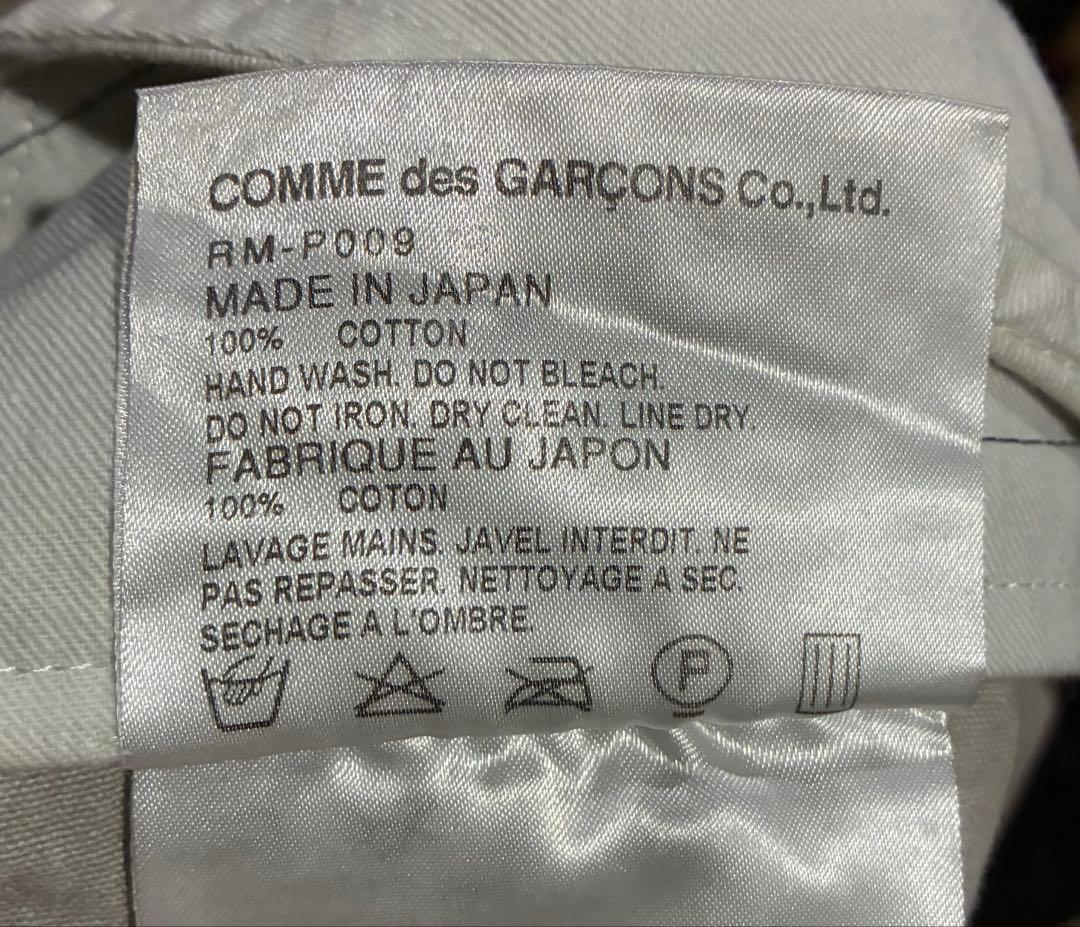 COMME des GARÇONS Co.,Ltd.
RM-P009
MADE IN JAPAN
100% COTTON
HAND WASH. DO NOT BLEACH.
DO NOT IRON. DRY CLEAN. LINE DRY.
FABRIQUE AU JAPON
100% COTON
LAVAGE MAINS. JAVEL INTERDIT. NE
PAS REPASSER. NETTOYAGE A SEC.
SECHAGE A L'OMBRE.
P